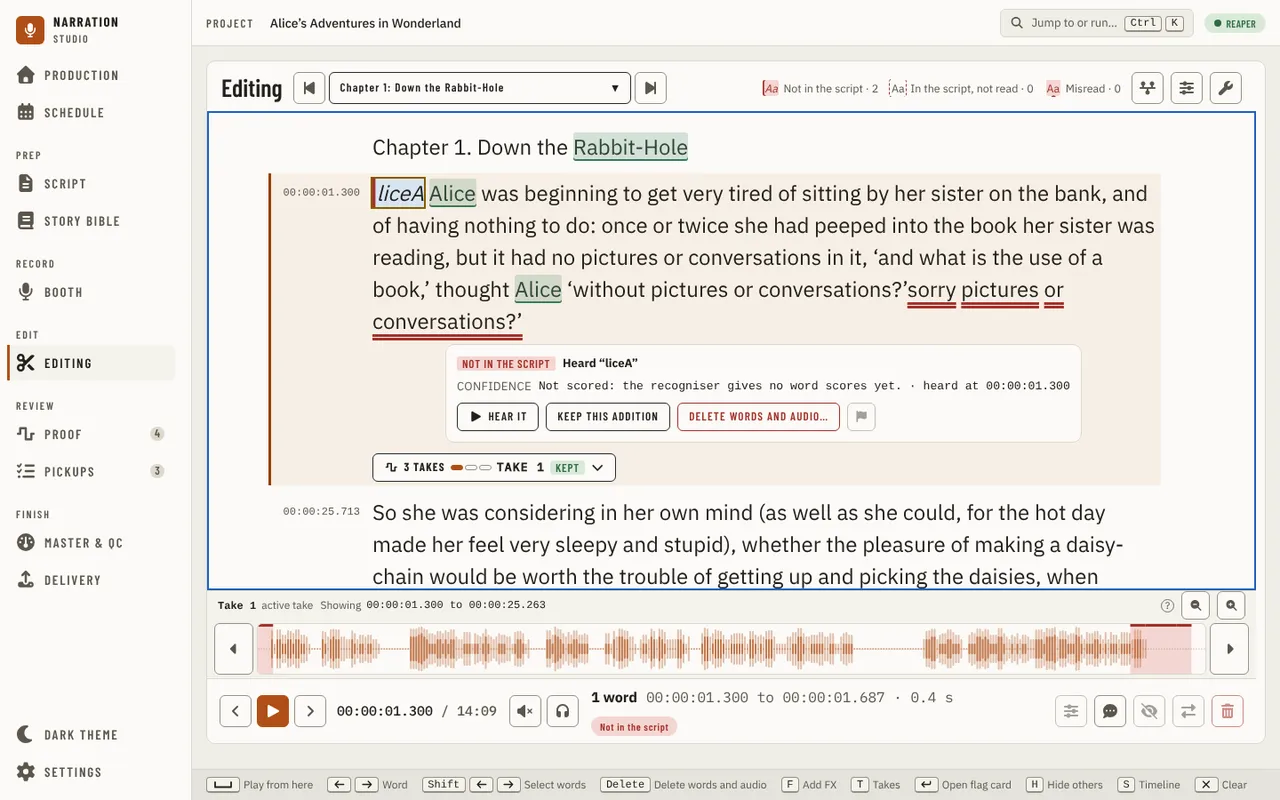 NARRATION
STUDIO
PROJECT Alice’s Adventures in Wonderland
Jump to or run… Ctrl K
REAPER
PRODUCTION
SCHEDULE
PREP
SCRIPT
STORY BIBLE
RECORD
BOOTH
EDIT
EDITING
REVIEW
PROOF 4
PICKUPS 3
FINISH
MASTER & QC
DELIVERY
DARK THEME
SETTINGS
Editing
Chapter 1: Down the Rabbit-Hole
Aa Not in the script · 2 Aa In the script, not read · 0 Aa Misread · 0
Chapter 1. Down the Rabbit-Hole
00:00:01.300 liceA Alice was beginning to get very tired of sitting by her sister on the bank, and
of having nothing to do: once or twice she had peeped into the book her sister was
reading, but it had no pictures or conversations in it, ‘and what is the use of a
book,’ thought Alice ‘without pictures or conversations?’sorry pictures or
conversations?’
NOT IN THE SCRIPT Heard “liceA”
CONFIDENCE Not scored: the recogniser gives no word scores yet. · heard at 00:00:01.300
HEAR IT KEEP THIS ADDITION DELETE WORDS AND AUDIO…
3 TAKES TAKE 1 KEPT
00:00:25.713 So she was considering in her own mind (as well as she could, for the hot day
made her feel very sleepy and stupid), whether the pleasure of making a daisy-
chain would be worth the trouble of getting up and picking the daisies, when
Take 1 active take Showing 00:00:01.300 to 00:00:25.263 ?
00:00:01.300 / 14:09
1 word 00:00:01.300 to 00:00:01.687 · 0.4 s
Not in the script
Play from here Word Shift Select words Delete Delete words and audio F Add FX T Takes Open flag card H Hide others S Timeline Clear